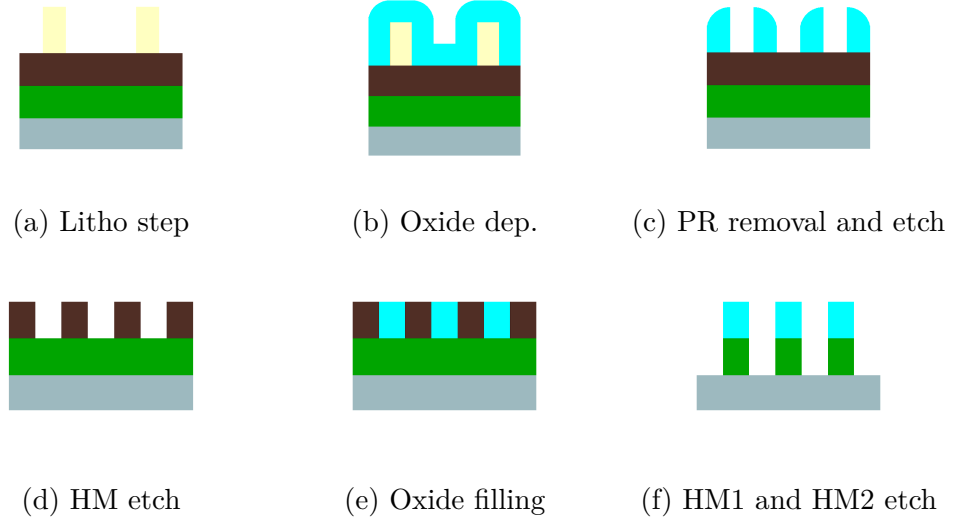 (a) Litho step
(b) Oxide dep.
(c) PR removal and etch
(d) HM etch
(e) Oxide filling
(f) HM1 and HM2 etch